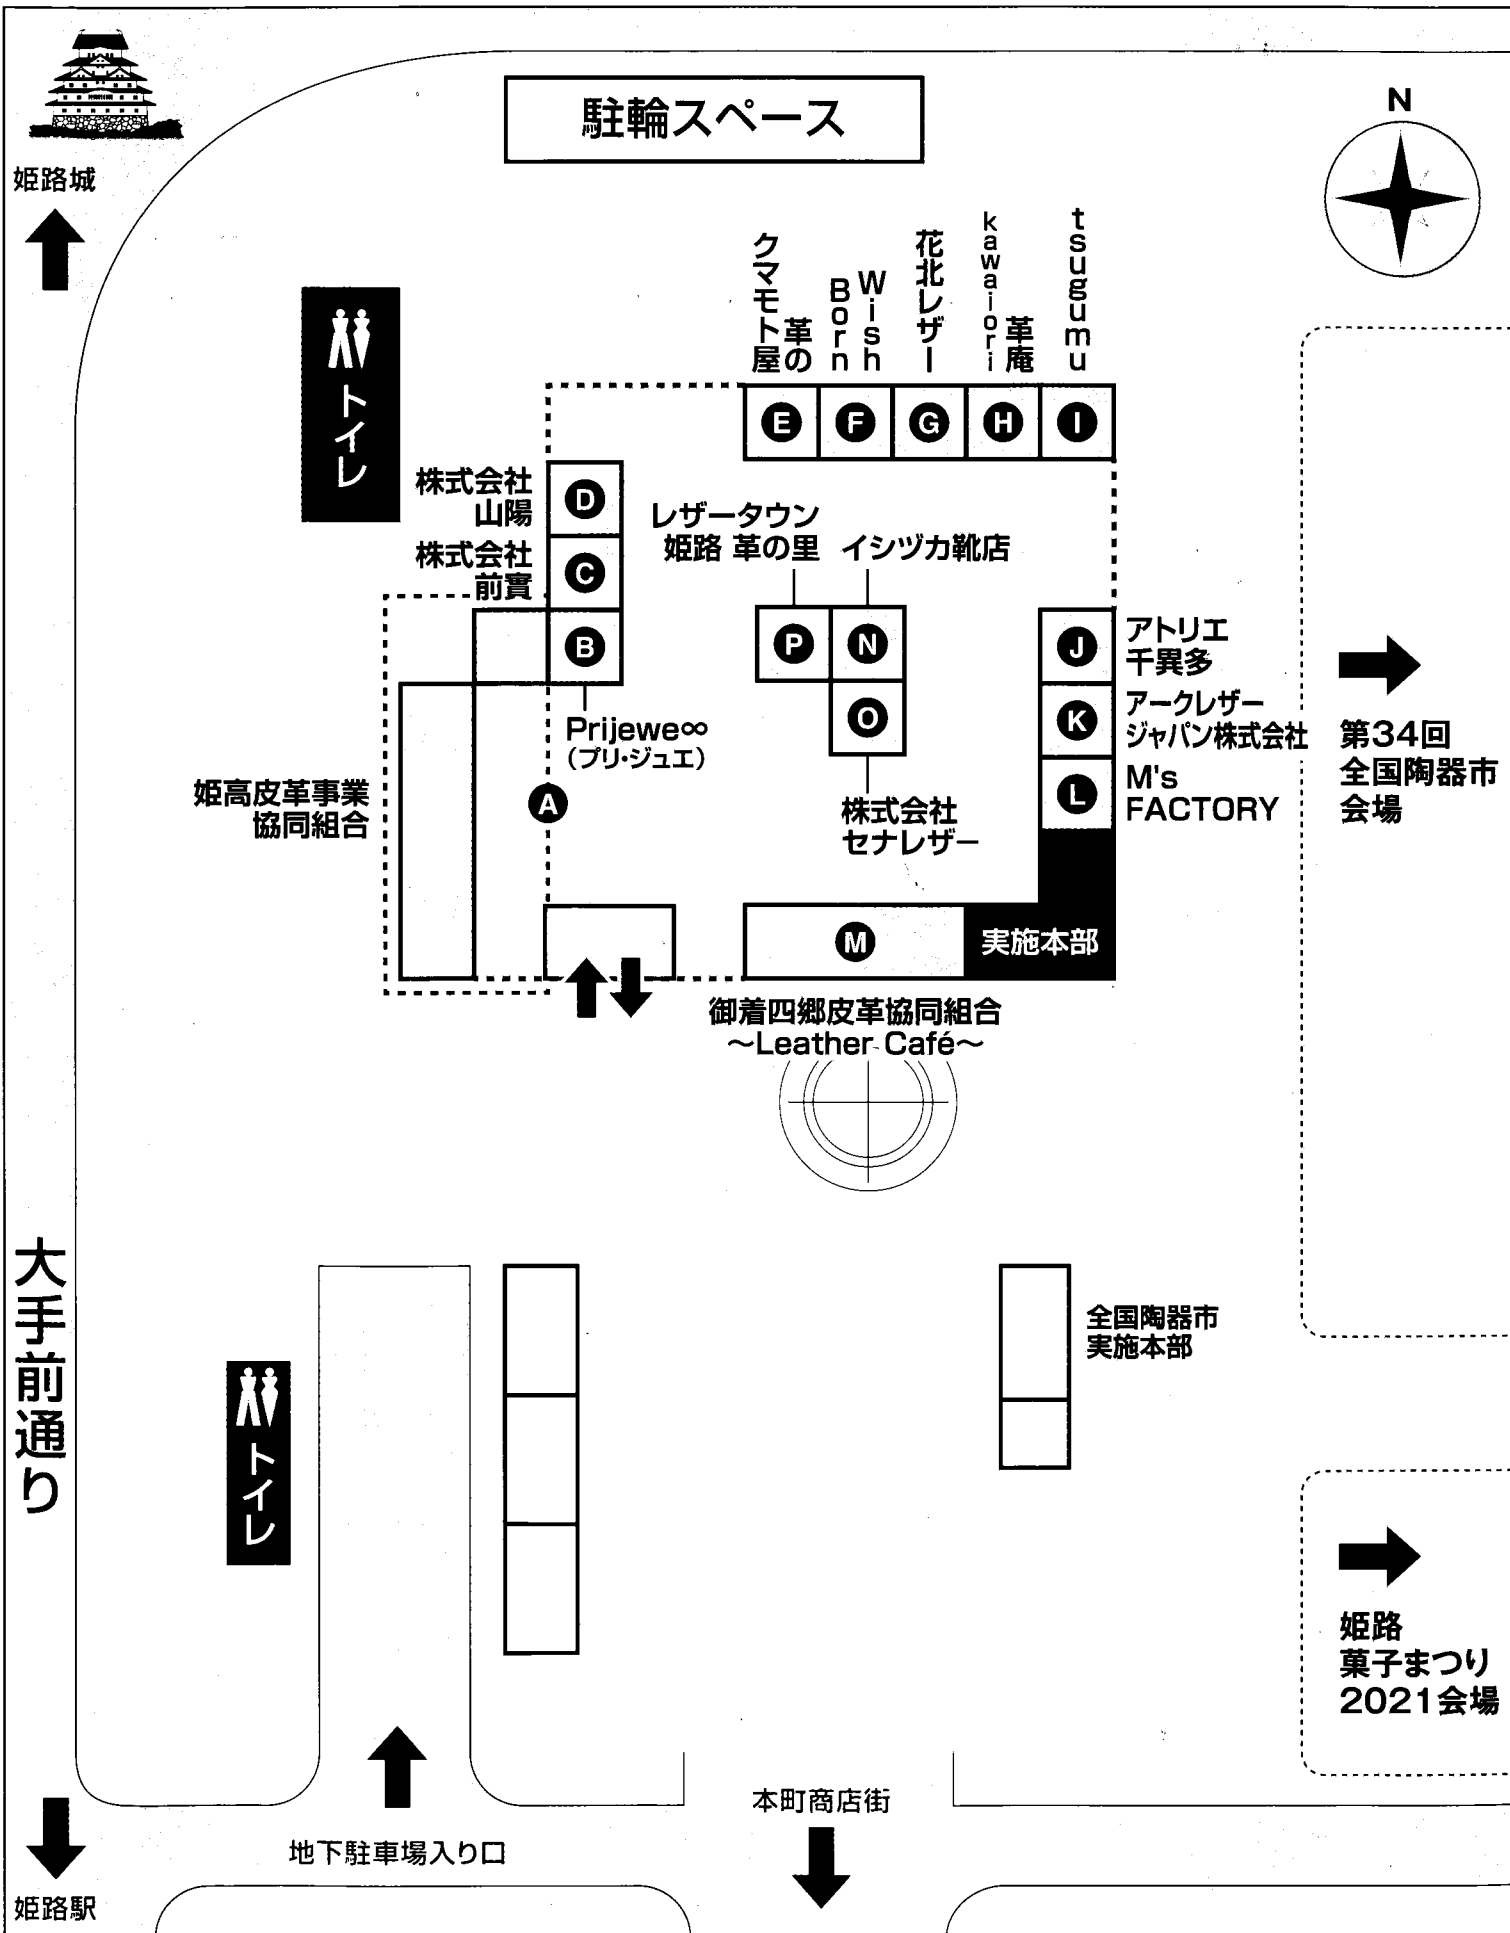 駐輪スペース
N
姫路城
クマモト屋
革の
Born
Wish
花北レザー
kawaiori
革庵
tsugumu
トイレ
E
F
G
H
I
株式会社
山陽
D
株式会社
前實
C
B
Prijewe∞
(プリ・ジュエ)
レザータウン
姫路 革の里
イシヅカ靴店
P
N
O
株式会社
セナレザー
J
アトリエ
千異多
K
アークレザー
ジャパン株式会社
L
M's
FACTORY
第34回
全国陶器市
会場
姫高皮革事業
協同組合
A
M
実施本部
御着四郷皮革協同組合
〜Leather Café〜
大手前通り
トイレ
全国陶器市
実施本部
姫路
菓子まつり
2021会場
本町商店街
地下駐車場入り口
姫路駅